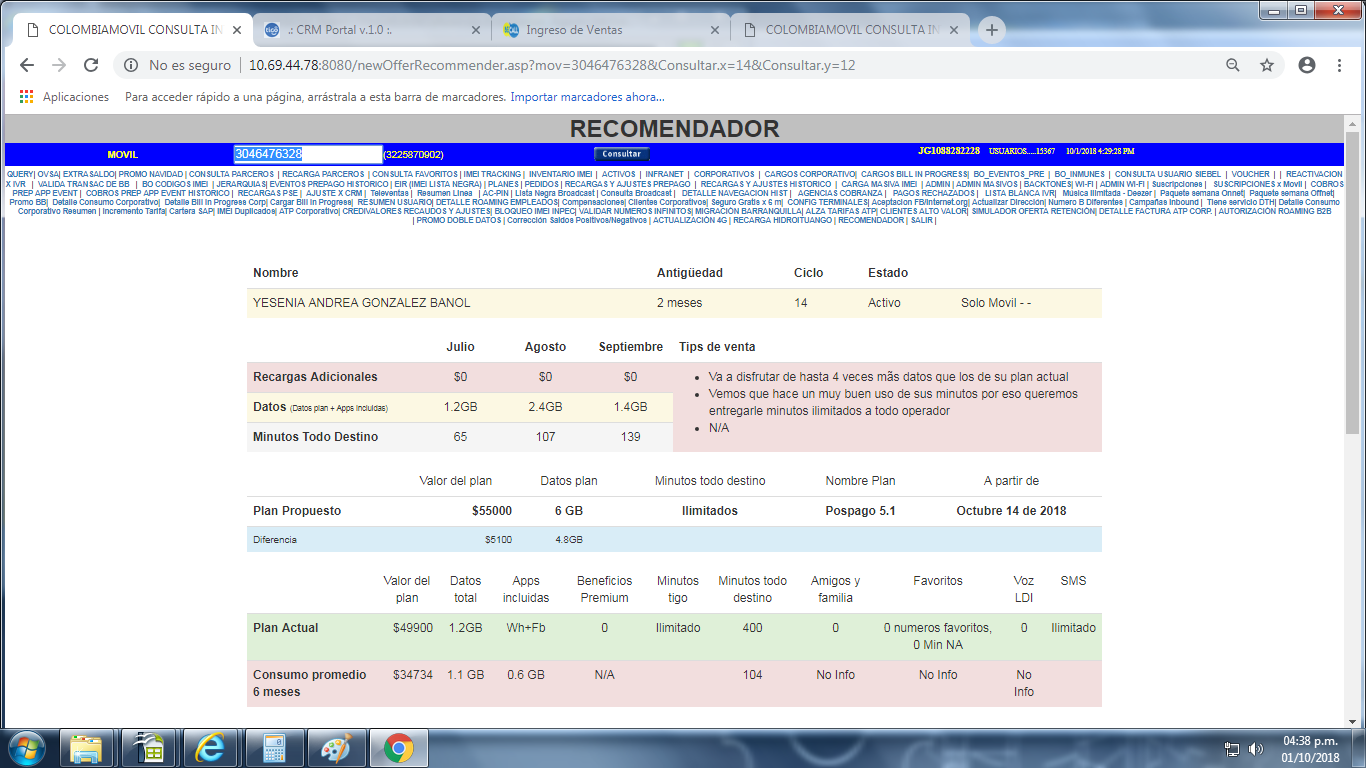 COLOMBIAMOVIL CONSULTA IN
.: CRM Portal v.1.0 :.
Ingreso de Ventas
COLOMBIAMOVIL CONSULTA IN
No es seguro | 10.69.44.78:8080/newOfferRecommender.asp?mov=3046476328&Consultar.x=14&Consultar.y=12
Aplicaciones Para acceder rápido a una página, arrástrala a esta barra de marcadores. Importar marcadores ahora...
RECOMENDADOR
MOVIL 3046476328 (3225870902) Consultar JG1088282228 USUARIOS.....15367 10/1/2018 4:29:28 PM
QUERY| OVSA| EXTRASALDO| PROMO NAVIDAD | CONSULTA PARCEROS | RECARGA PARCEROS | CONSULTA FAVORITOS| IMEI TRACKING | INVENTARIO IMEI | ACTIVOS | INFRANET | CORPORATIVOS | CARGOS CORPORATIVO| CARGOS BILL IN PROGRESS| BO_EVENTOS_PRE | BO_INMUNES | CONSULTA USUARIO SIEBEL | VOUCHER | | REACTIVACION
X IVR | VALIDA TRANSAC DE BB | BO CODIGOS IMEI | JERARQUIAS| EVENTOS PREPAGO HISTORICO | EIR (IMEI LISTA NEGRA) | PLANES | PEDIDOS | RECARGAS Y AJUSTES PREPAGO | RECARGAS Y AJUSTES HISTORICO | CARGA MASIVA IMEI | ADMIN | ADMIN MASIVOS | BACKTONES| Wi-Fi | ADMIN Wi-Fi | Suscripciones | SUSCRIPCIONES x Movil | COBROS
PREP APP EVENT | COBROS PREP APP EVENT HISTORICO | RECARGAS PSE | AJUSTE X CRM | Televentas | Resumen Linea | AC-PIN | Lista Negra Broadcast | Consulta Broadcast | DETALLE NAVEGACION HIST | AGENCIAS COBRANZA | PAGOS RECHAZADOS | LISTA BLANCA IVR| Musica Ilimitada - Deezer | Paquete semana Onnet| Paquete semana Offnet|
Promo BB| Detalle Consumo Corporativo| Detalle Bill In Progress Corp| Cargar Bill In Progress| RESUMEN USUARIO| DETALLE ROAMING EMPLEADOS| Compensaciones| Clientes Corporativos| Seguro Gratis x 6 m| CONFIG TERMINALES| Aceptacion FB/Internet.org| Actualizar Dirección| Numero B Diferentes | Campañas Inbound | Tiene servicio DTH| Detalle Consumo
Corporativo Resumen | Incremento Tarifa| Cartera SAP| IMEI Duplicados| ATP Corporativo| CREDIVALORES RECAUDOS Y AJUSTES| BLOQUEO IMEI INPEC| VALIDAR NUMEROS INFINITOS| MIGRACIÓN BARRANQUILLA| ALZA TARIFAS ATP| CLIENTES ALTO VALOR| SIMULADOR OFERTA RETENCIÓN| DETALLE FACTURA ATP CORP. | AUTORIZACIÓN ROAMING B2B
| PROMO DOBLE DATOS | Corrección Saldos Positivos/Negativos | ACTUALIZACIÓN 4G | RECARGA HIDROITUANGO | RECOMENDADOR | SALIR |
Nombre Antigüedad Ciclo Estado
YESENIA ANDREA GONZALEZ BANOL 2 meses 14 Activo Solo Movil - -
Julio Agosto Septiembre Tips de venta
Recargas Adicionales $0 $0 $0
Datos (Datos plan + Apps Incluidas) 1.2GB 2.4GB 1.4GB
Minutos Todo Destino 65 107 139
• Va a disfrutar de hasta 4 veces mãs datos que los de su plan actual
• Vemos que hace un muy buen uso de sus minutos por eso queremos
entregarle minutos ilimitados a todo operador
• N/A
Valor del plan Datos plan Minutos todo destino Nombre Plan A partir de
Plan Propuesto $55000 6 GB Ilimitados Pospago 5.1 Octubre 14 de 2018
Diferencia $5100 4.8GB
Valor del plan Datos total Apps incluidas Beneficios Premium Minutos tigo Minutos todo destino Amigos y familia Favoritos Voz LDI SMS
Plan Actual $49900 1.2GB Wh+Fb 0 Ilimitado 400 0 0 numeros favoritos, 0 Min NA 0 Ilimitado
Consumo promedio 6 meses $34734 1.1 GB 0.6 GB N/A 104 No Info No Info No Info
04:38 p.m.
01/10/2018